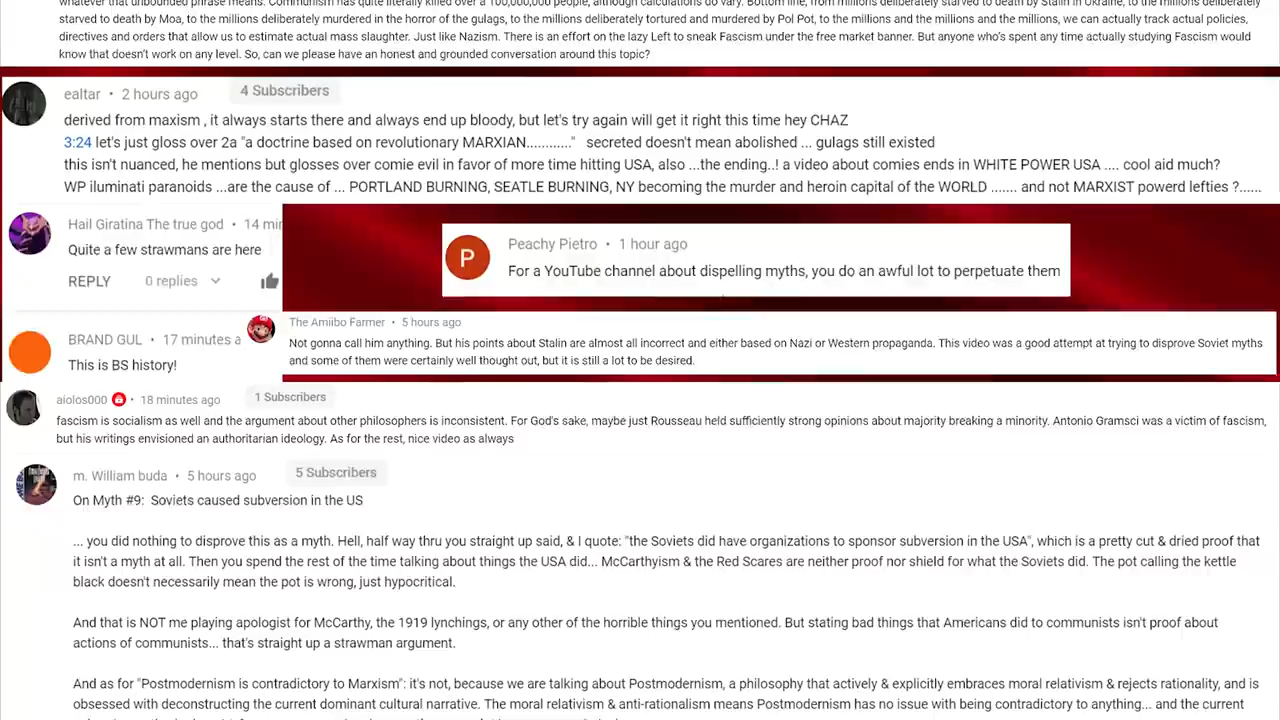 whatever that unbounded phrase means. Communism has quite literally killed over a 100,000,000 people, although calculations do vary. Bottom line, from millions deliberately starved to death by Stalin in Ukraine, to the millions deliberately
starved to death by Moa, to the millions deliberately murdered in the horror of the gulags, to the millions deliberately tortured and murdered by Pol Pot, to the millions and the millions and the millions, we can actually track actual policies,
directives and orders that allow us to estimate actual mass slaughter. Just like Nazism. There is an effort on the lazy Left to sneak Fascism under the free market banner. But anyone who's spent any time actually studying Fascism would
know that doesn't work on any level. So, can we please have an honest and grounded conversation around this topic?
ealtar • 2 hours ago 4 Subscribers
derived from maxism , it always starts there and always end up bloody, but let's try again will get it right this time hey CHAZ
3:24 let's just gloss over 2a "a doctrine based on revolutionary MARXIAN............" secreted doesn't mean abolished ... gulags still existed
this isn't nuanced, he mentions but glosses over comie evil in favor of more time hitting USA, also ...the ending..! a video about comies ends in WHITE POWER USA .... cool aid much?
WP iluminati paranoids ...are the cause of ... PORTLAND BURNING, SEATLE BURNING, NY becoming the murder and heroin capital of the WORLD ....... and not MARXIST powerd lefties ?......
Hail Giratina The true god • 14 min
Quite a few strawmans are here
REPLY 0 replies
P
Peachy Pietro • 1 hour ago
For a YouTube channel about dispelling myths, you do an awful lot to perpetuate them
BRAND GUL • 17 minutes a
This is BS history!
The Amiibo Farmer • 5 hours ago
Not gonna call him anything. But his points about Stalin are almost all incorrect and either based on Nazi or Western propaganda. This video was a good attempt at trying to disprove Soviet myths
and some of them were certainly well thought out, but it is still a lot to be desired.
aiolos000 • 18 minutes ago 1 Subscribers
fascism is socialism as well and the argument about other philosophers is inconsistent. For God's sake, maybe just Rousseau held sufficiently strong opinions about majority breaking a minority. Antonio Gramsci was a victim of fascism,
but his writings envisioned an authoritarian ideology. As for the rest, nice video as always
m. William buda • 5 hours ago 5 Subscribers
On Myth #9: Soviets caused subversion in the US
... you did nothing to disprove this as a myth. Hell, half way thru you straight up said, & I quote: "the Soviets did have organizations to sponsor subversion in the USA", which is a pretty cut & dried proof that
it isn't a myth at all. Then you spend the rest of the time talking about things the USA did... McCarthyism & the Red Scares are neither proof nor shield for what the Soviets did. The pot calling the kettle
black doesn't necessarily mean the pot is wrong, just hypocritical.
And that is NOT me playing apologist for McCarthy, the 1919 lynchings, or any other of the horrible things you mentioned. But stating bad things that Americans did to communists isn't proof about
actions of communists... that's straight up a strawman argument.
And as for "Postmodernism is contradictory to Marxism": it's not, because we are talking about Postmodernism, a philosophy that actively & explicitly embraces moral relativism & rejects rationality, and is
obsessed with deconstructing the current dominant cultural narrative. The moral relativism & anti-rationalism means Postmodernism has no issue with being contradictory to anything... and the current